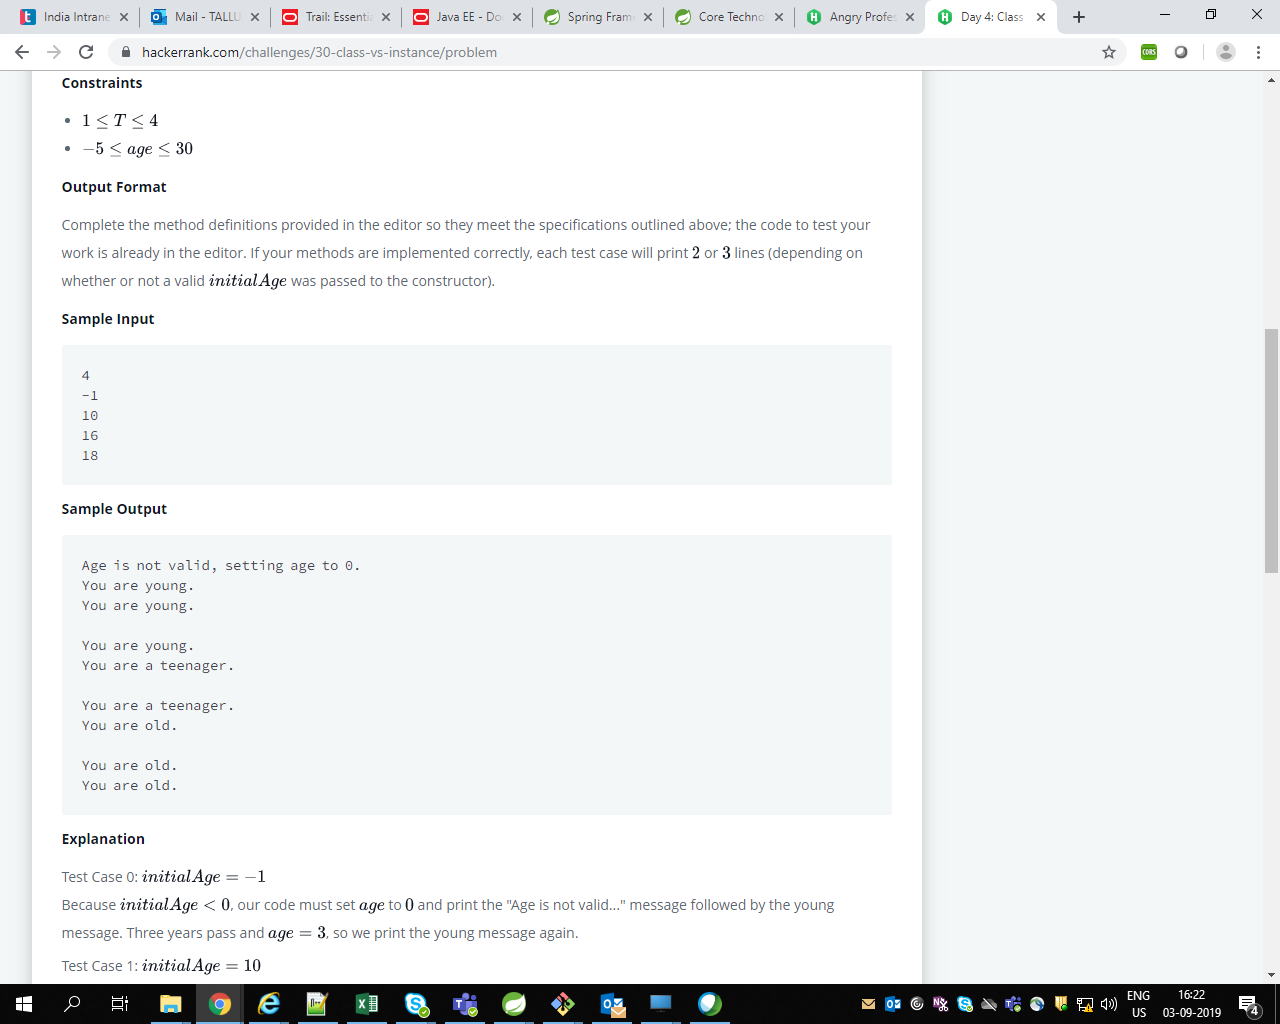 India Intrane
Mail - TALLU
Trail: Essentia
Java EE - Do
Spring Fram
Core Techno
Angry Profes
Day 4: Class
hackerrank.com/challenges/30-class-vs-instance/problem
CORS
Constraints
1 ≤ T ≤ 4
−5 ≤ age ≤ 30
Output Format
Complete the method definitions provided in the editor so they meet the specifications outlined above; the code to test your
work is already in the editor. If your methods are implemented correctly, each test case will print 2 or 3 lines (depending on
whether or not a valid initialAge was passed to the constructor).
Sample Input
4
-1
10
16
18
Sample Output
Age is not valid, setting age to 0.
You are young.
You are young.
You are young.
You are a teenager.
You are a teenager.
You are old.
You are old.
You are old.
Explanation
Test Case 0: initialAge = −1
Because initialAge < 0, our code must set age to 0 and print the "Age is not valid..." message followed by the young
message. Three years pass and age = 3, so we print the young message again.
Test Case 1: initialAge = 10
ENG
US
16:22
03-09-2019
4